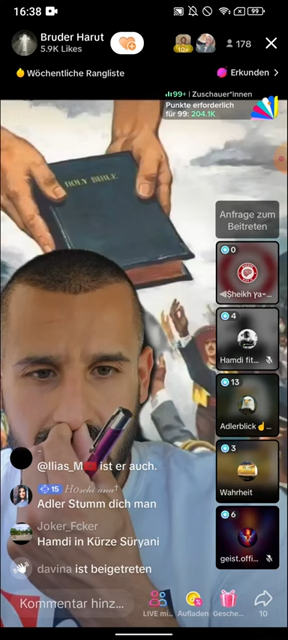 16:38
99
Bruder Harut
5.9K Likes
10+
178
Wöchentliche Rangliste
Erkunden >
99+ | Zuschauer*innen
Punkte erforderlich
für 99: 204.1K
HOLY BIBLE
Anfrage zum
Beitreten
0
4
Hamdi fit...
13
Adlerblick☝️...
3
Wahrheit
6
geist.offi...
@Ilias_M🟥 ist er auch.
15
Adler Stumm dich man
Joker_Fcker
Hamdi in Kürze Süryani
davina ist beigetreten
Kommentar hinz...
LIVE mi...
Aufladen
Gesche...
10